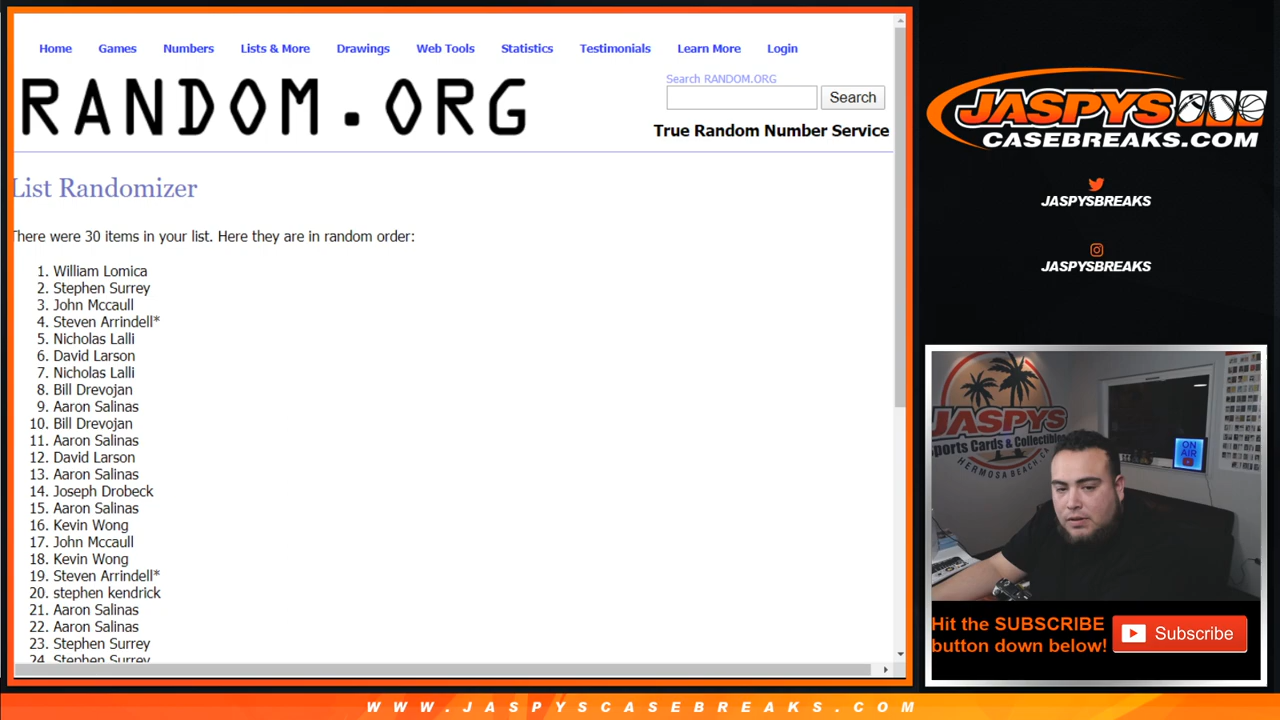 Home Games Numbers Lists & More Drawings Web Tools Statistics Testimonials Learn More Login
RANDOM.ORG
Search RANDOM.ORG
Search
True Random Number Service
List Randomizer
There were 30 items in your list. Here they are in random order:
1. William Lomica
2. Stephen Surrey
3. John Mccaull
4. Steven Arrindell*
5. Nicholas Lalli
6. David Larson
7. Nicholas Lalli
8. Bill Drevojan
9. Aaron Salinas
10. Bill Drevojan
11. Aaron Salinas
12. David Larson
13. Aaron Salinas
14. Joseph Drobeck
15. Aaron Salinas
16. Kevin Wong
17. John Mccaull
18. Kevin Wong
19. Steven Arrindell*
20. stephen kendrick
21. Aaron Salinas
22. Aaron Salinas
23. Stephen Surrey
24. Stephen Surrey
JASPYS
CASEBREAKS.COM
JASPYSBREAKS
JASPYSBREAKS
JASPYS
Sports Cards & Collectibles
HERMOSA BEACH, CA
ON
AIR
Hit the SUBSCRIBE
button down below!
Subscribe
WWW.JASPYSCASEBREAKS.COM